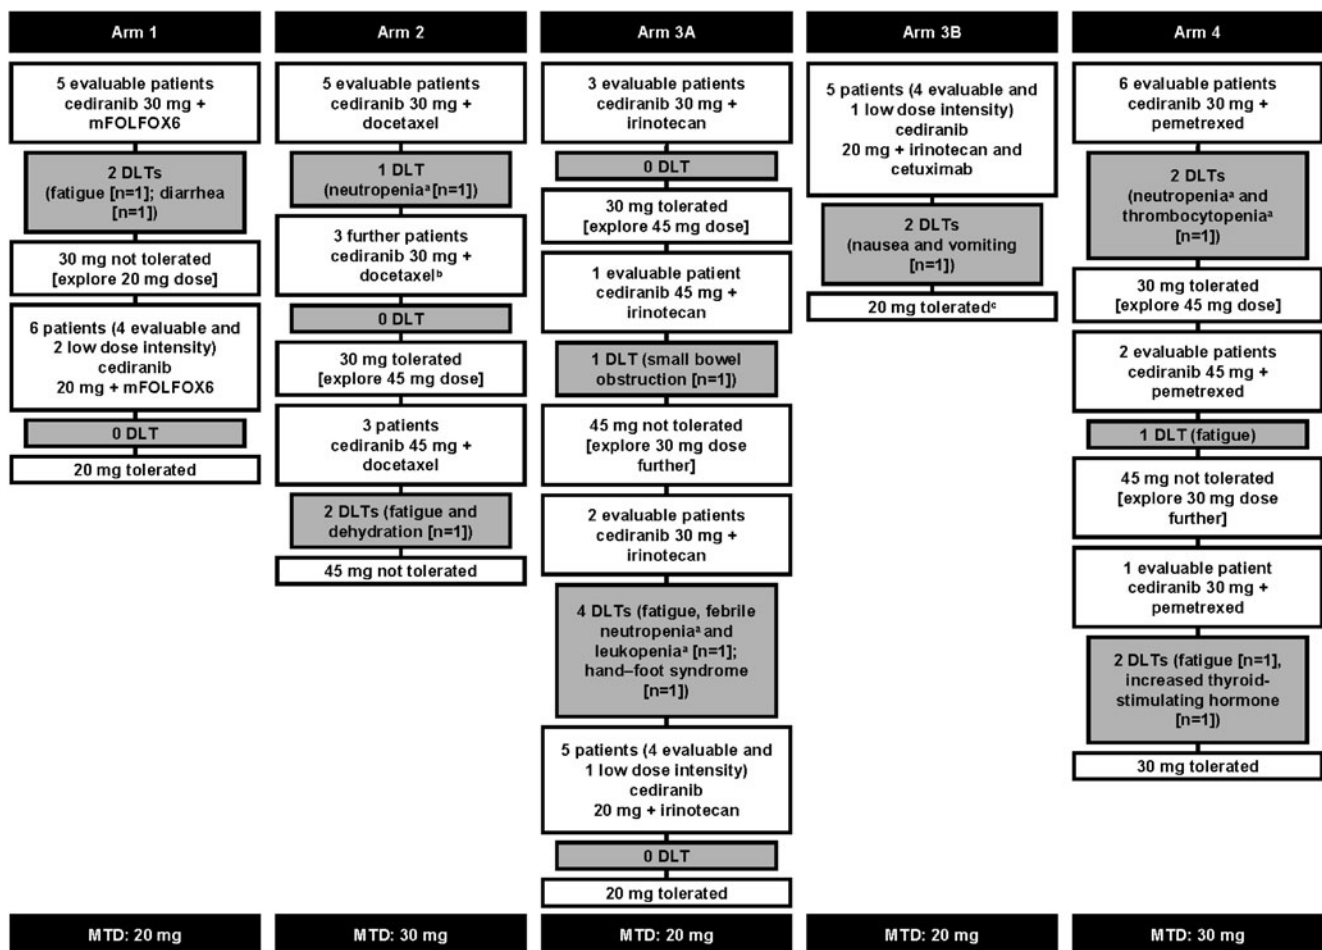 Arm 1
5 evaluable patients
cediranib 30 mg +
mFOLFOX6
2 DLTs
(fatigue [n=1]; diarrhea
[n=1])
30 mg not tolerated
[explore 20 mg dose]
6 patients (4 evaluable and
2 low dose intensity)
cediranib
20 mg + mFOLFOX6
0 DLT
20 mg tolerated
MTD: 20 mg
Arm 2
5 evaluable patients
cediranib 30 mg +
docetaxel
1 DLT
(neutropeniaᵃ [n=1])
3 further patients
cediranib 30 mg +
docetaxelᵇ
0 DLT
30 mg tolerated
[explore 45 mg dose]
3 patients
cediranib 45 mg +
docetaxel
2 DLTs (fatigue and
dehydration [n=1])
45 mg not tolerated
MTD: 30 mg
Arm 3A
3 evaluable patients
cediranib 30 mg +
irinotecan
0 DLT
30 mg tolerated
[explore 45 mg dose]
1 evaluable patient
cediranib 45 mg +
irinotecan
1 DLT (small bowel
obstruction [n=1])
45 mg not tolerated
[explore 30 mg dose
further]
2 evaluable patients
cediranib 30 mg +
irinotecan
4 DLTs (fatigue, febrile
neutropeniaᵃ and
leukopeniaᵃ [n=1];
hand–foot syndrome
[n=1])
5 patients (4 evaluable and
1 low dose intensity)
cediranib
20 mg + irinotecan
0 DLT
20 mg tolerated
MTD: 20 mg
Arm 3B
5 patients (4 evaluable and
1 low dose intensity)
cediranib
20 mg + irinotecan and
cetuximab
2 DLTs
(nausea and vomiting
[n=1])
20 mg toleratedᶜ
MTD: 20 mg
Arm 4
6 evaluable patients
cediranib 30 mg +
pemetrexed
2 DLTs
(neutropeniaᵃ and
thrombocytopeniaᵃ
[n=1])
30 mg tolerated
[explore 45 mg dose]
2 evaluable patients
cediranib 45 mg +
pemetrexed
1 DLT (fatigue)
45 mg not tolerated
[explore 30 mg dose
further]
1 evaluable patient
cediranib 30 mg +
pemetrexed
2 DLTs (fatigue [n=1],
increased thyroid-
stimulating hormone
[n=1])
30 mg tolerated
MTD: 30 mg